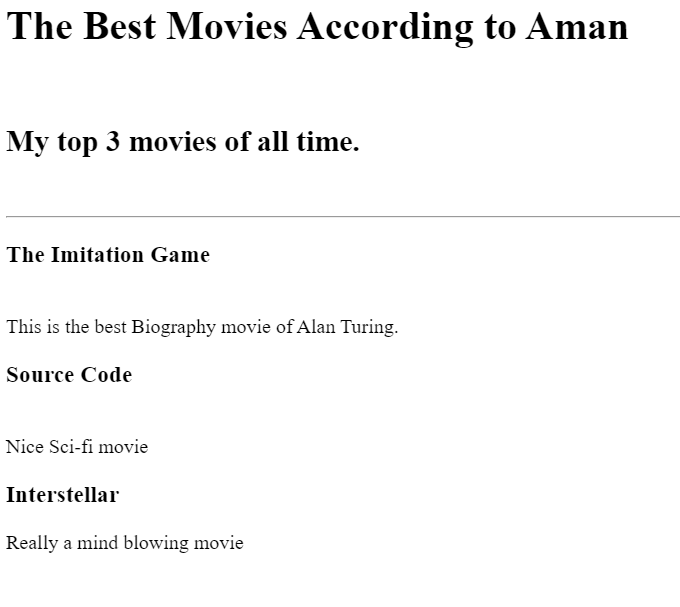 The Best Movies According to Aman
My top 3 movies of all time.
The Imitation Game
This is the best Biography movie of Alan Turing.
Source Code
Nice Sci-fi movie
Interstellar
Really a mind blowing movie